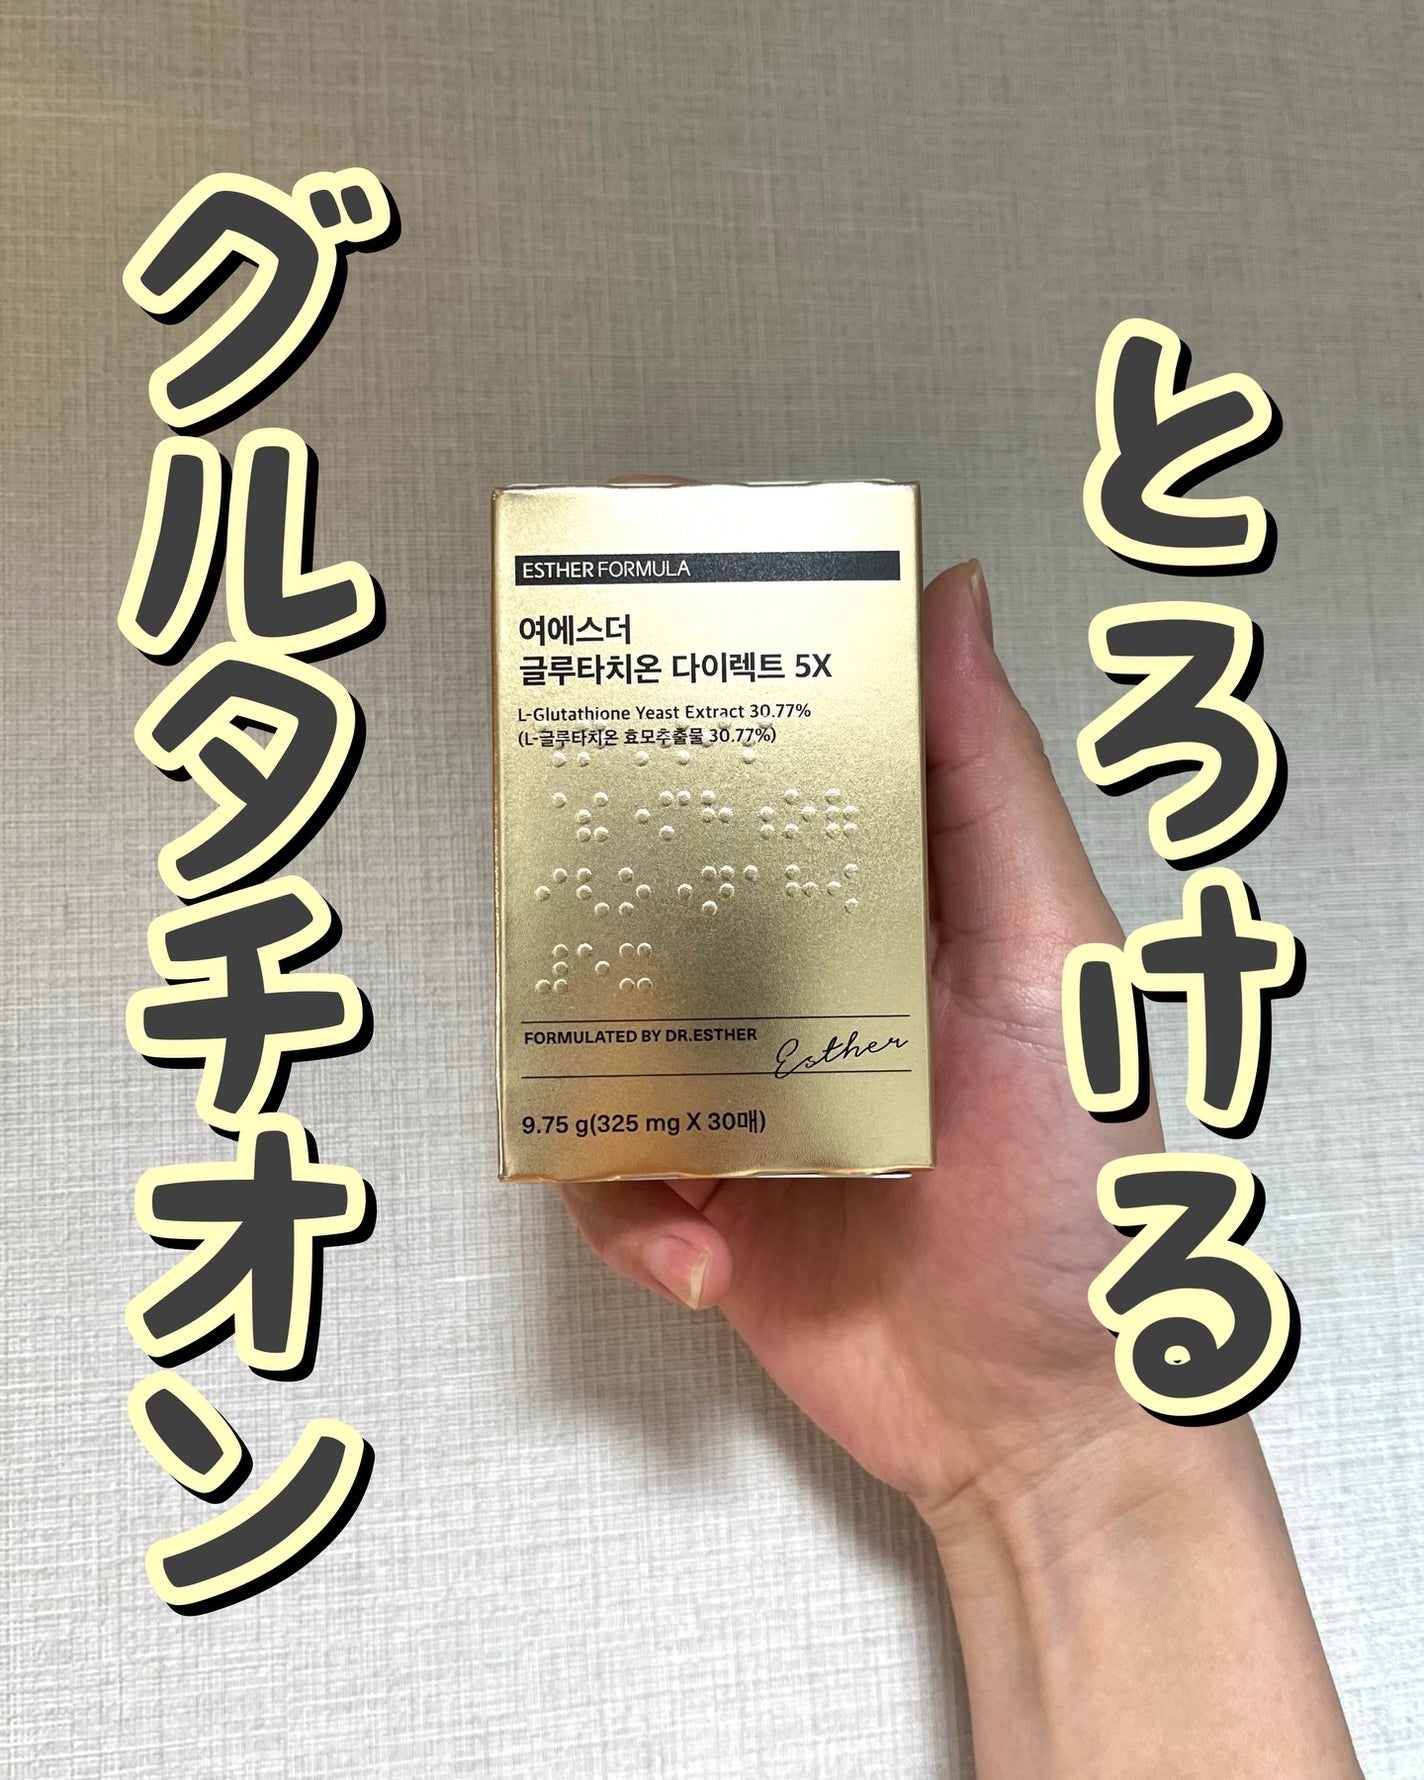 とろける
グルタチオン
ESTHER FORMULA
여에스더
글루타치온 다이렉트 5X
L-Glutathione Yeast Extract 30.77%
(L-글루타치온 효모추출물 30.77%)
FORMULATED BY DR.ESTHER
Esther
9.75 g(325 mg X 30매)